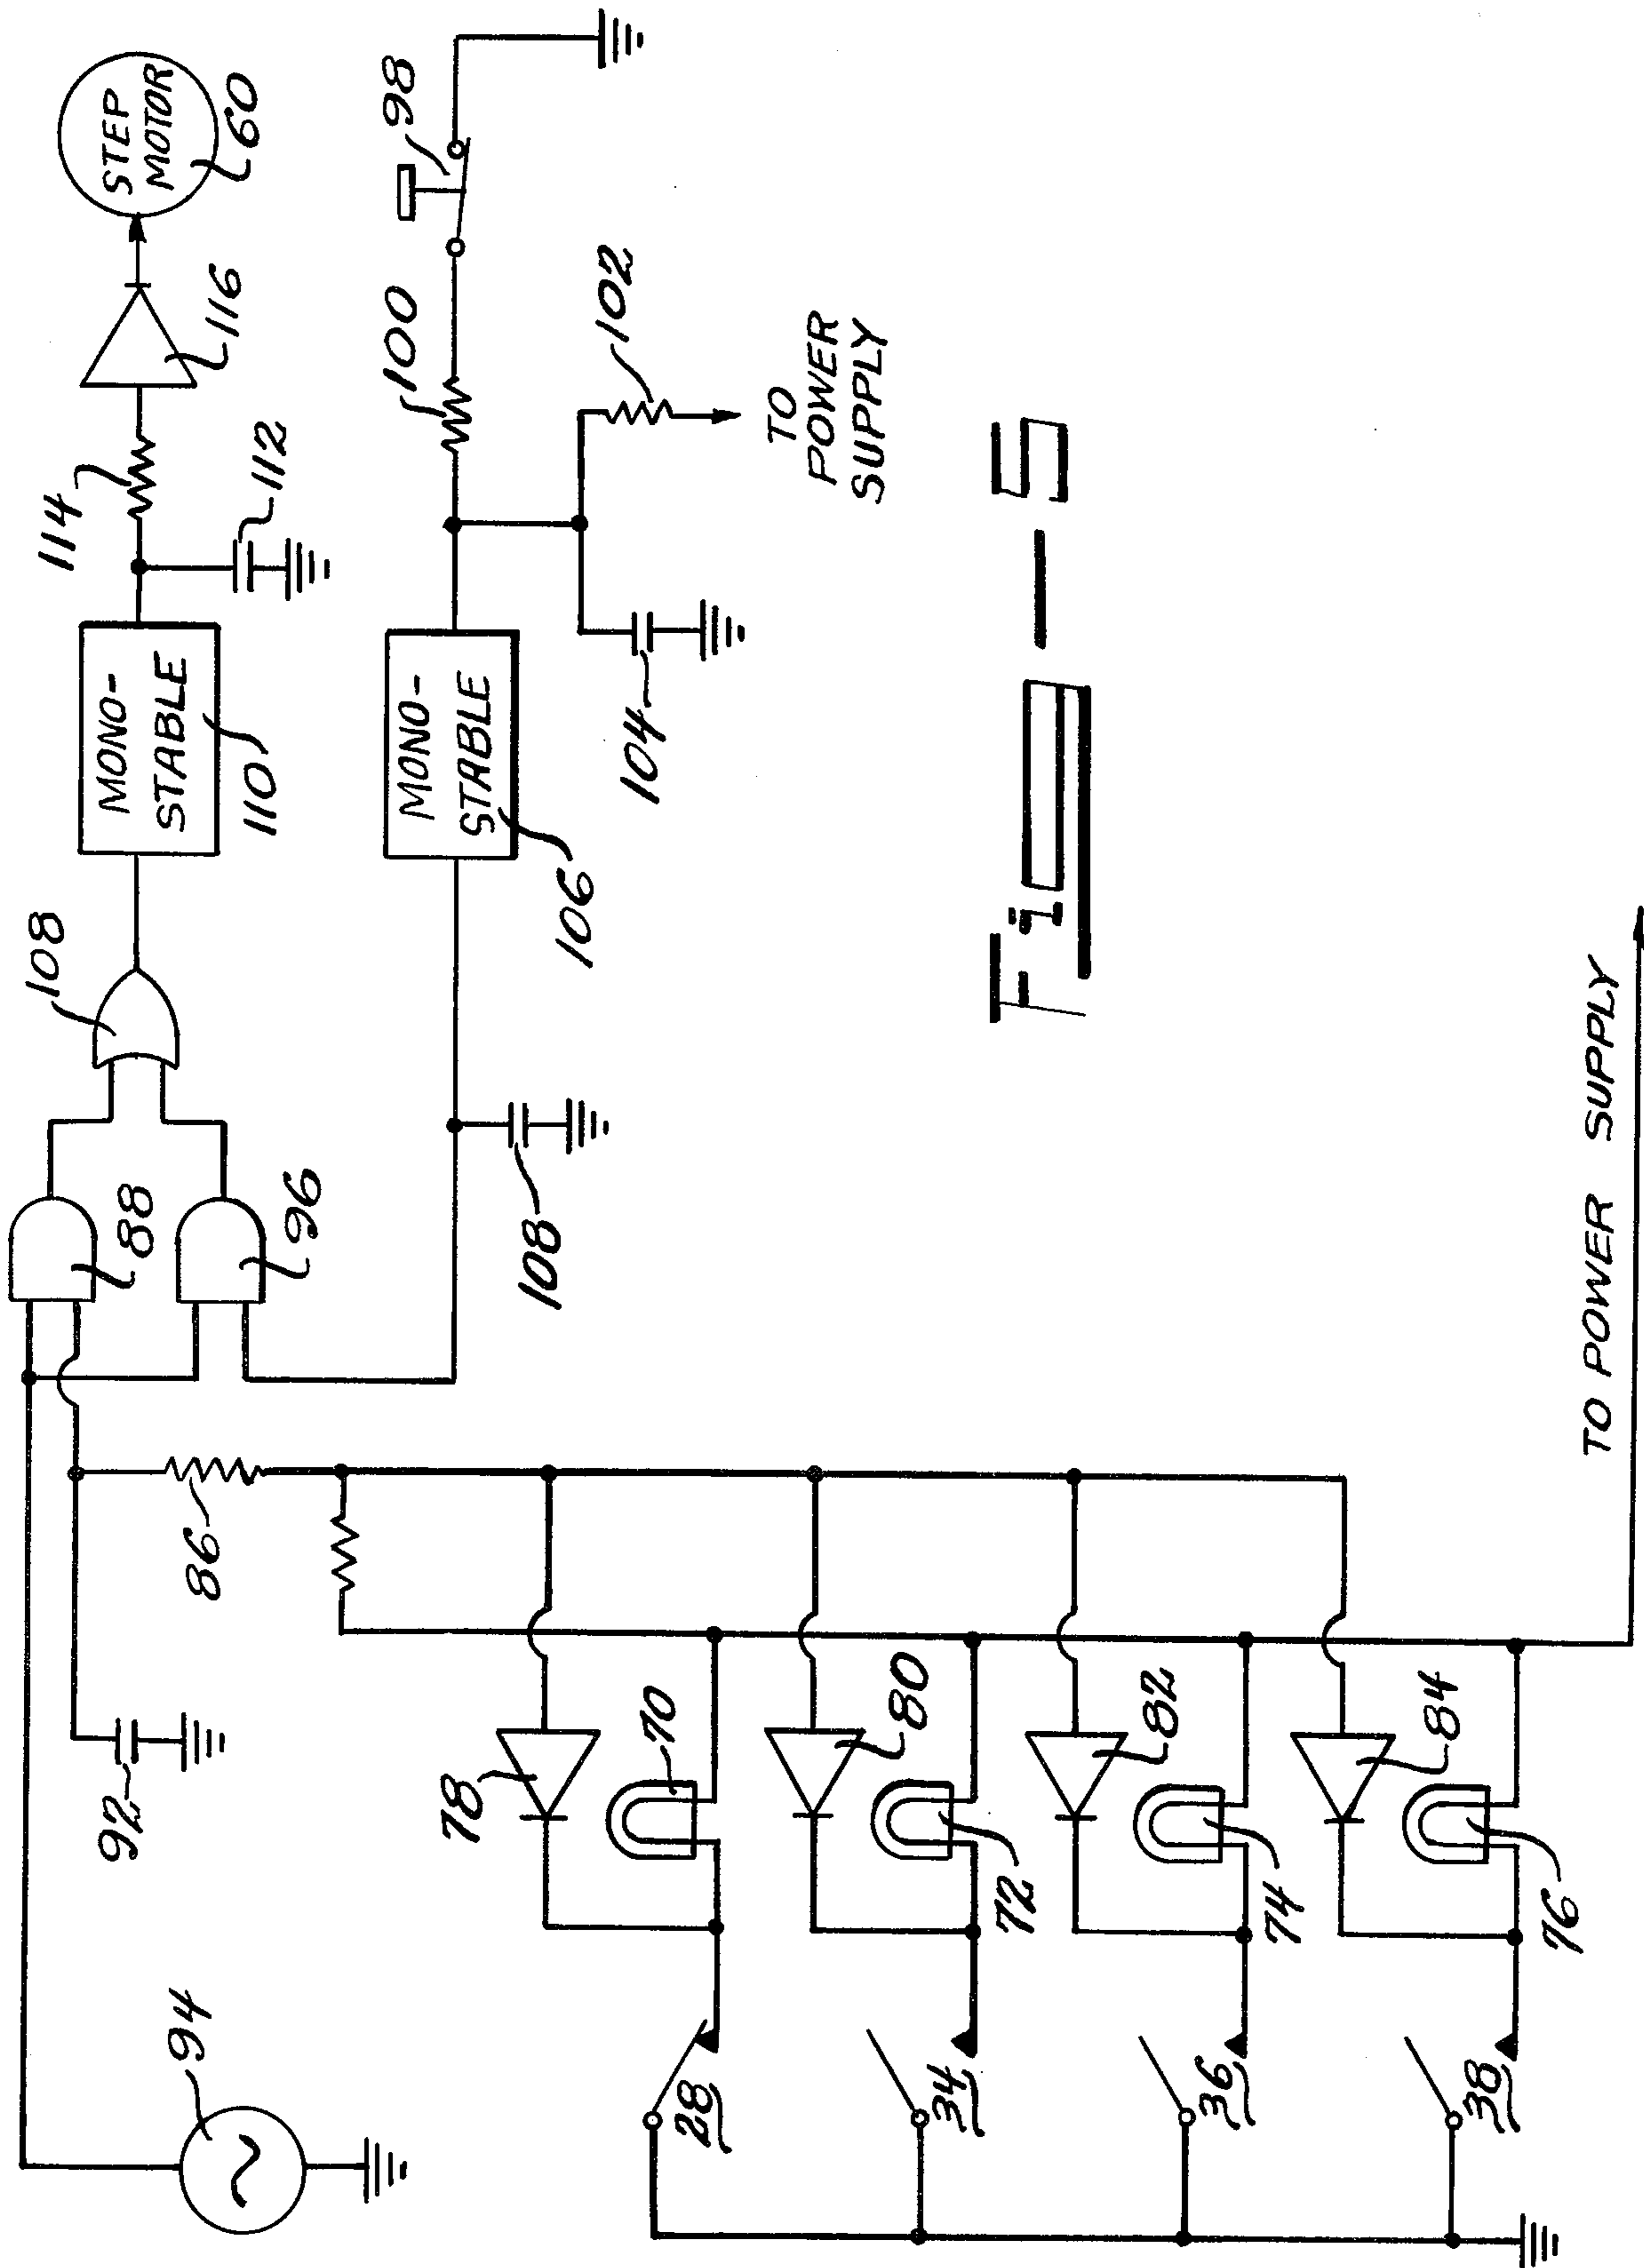 STEP
MOTOR
60
116
114
112
MONO-
STABLE
110
108
88
96
98
100
102
TO
POWER
SUPPLY
104
MONO-
STABLE
106
108
86
92
94
78
70
80
72
82
74
84
76
28
34
36
38
TO POWER SUPPLY
Fig-5